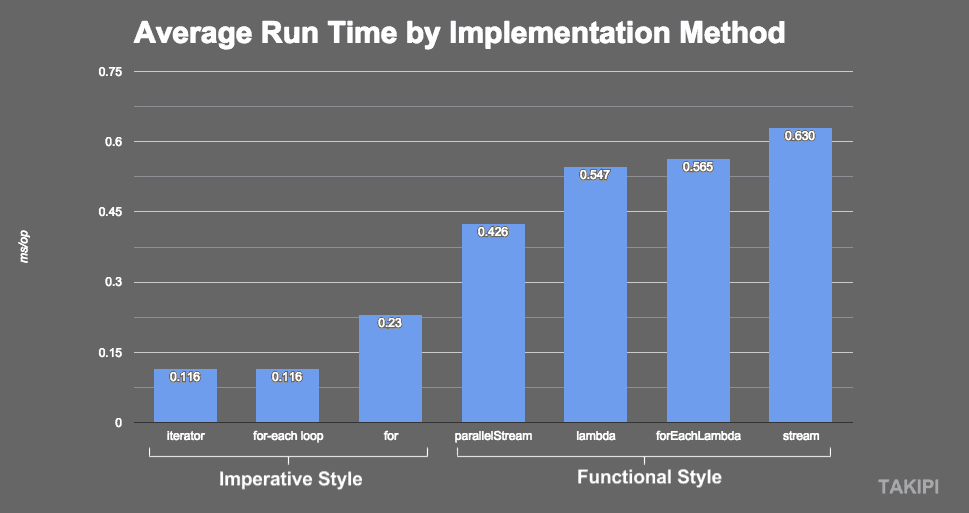 Average Run Time by Implementation Method
0.75
0.6
0.45
0.3
0.15
0
ms/op
0.116
0.116
0.23
0.426
0.547
0.565
0.630
iterator
for-each loop
for
parallelStream
lambda
forEachLambda
stream
Imperative Style
Functional Style
TAKIPI